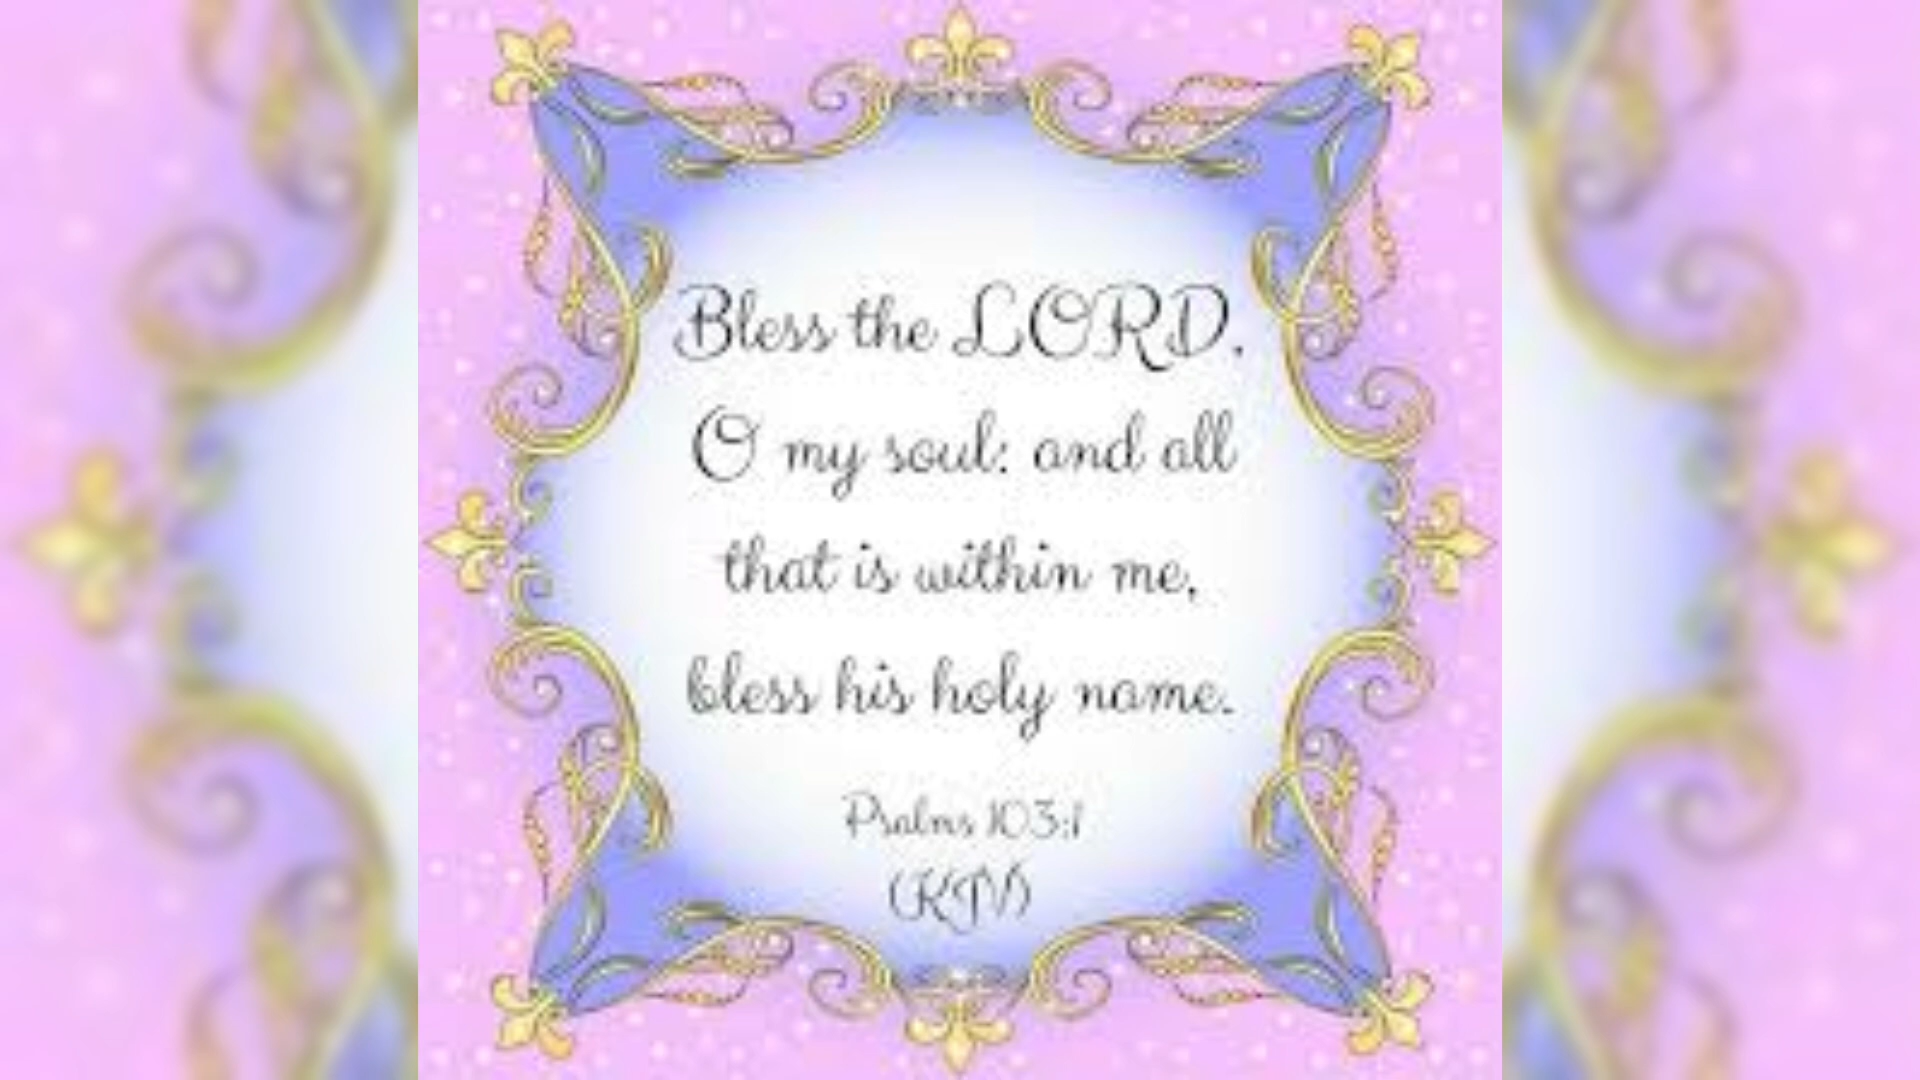 Bless the LORD,
O my soul: and all
that is within me,
bless his holy name.
Psalms 103:1
(KJV)